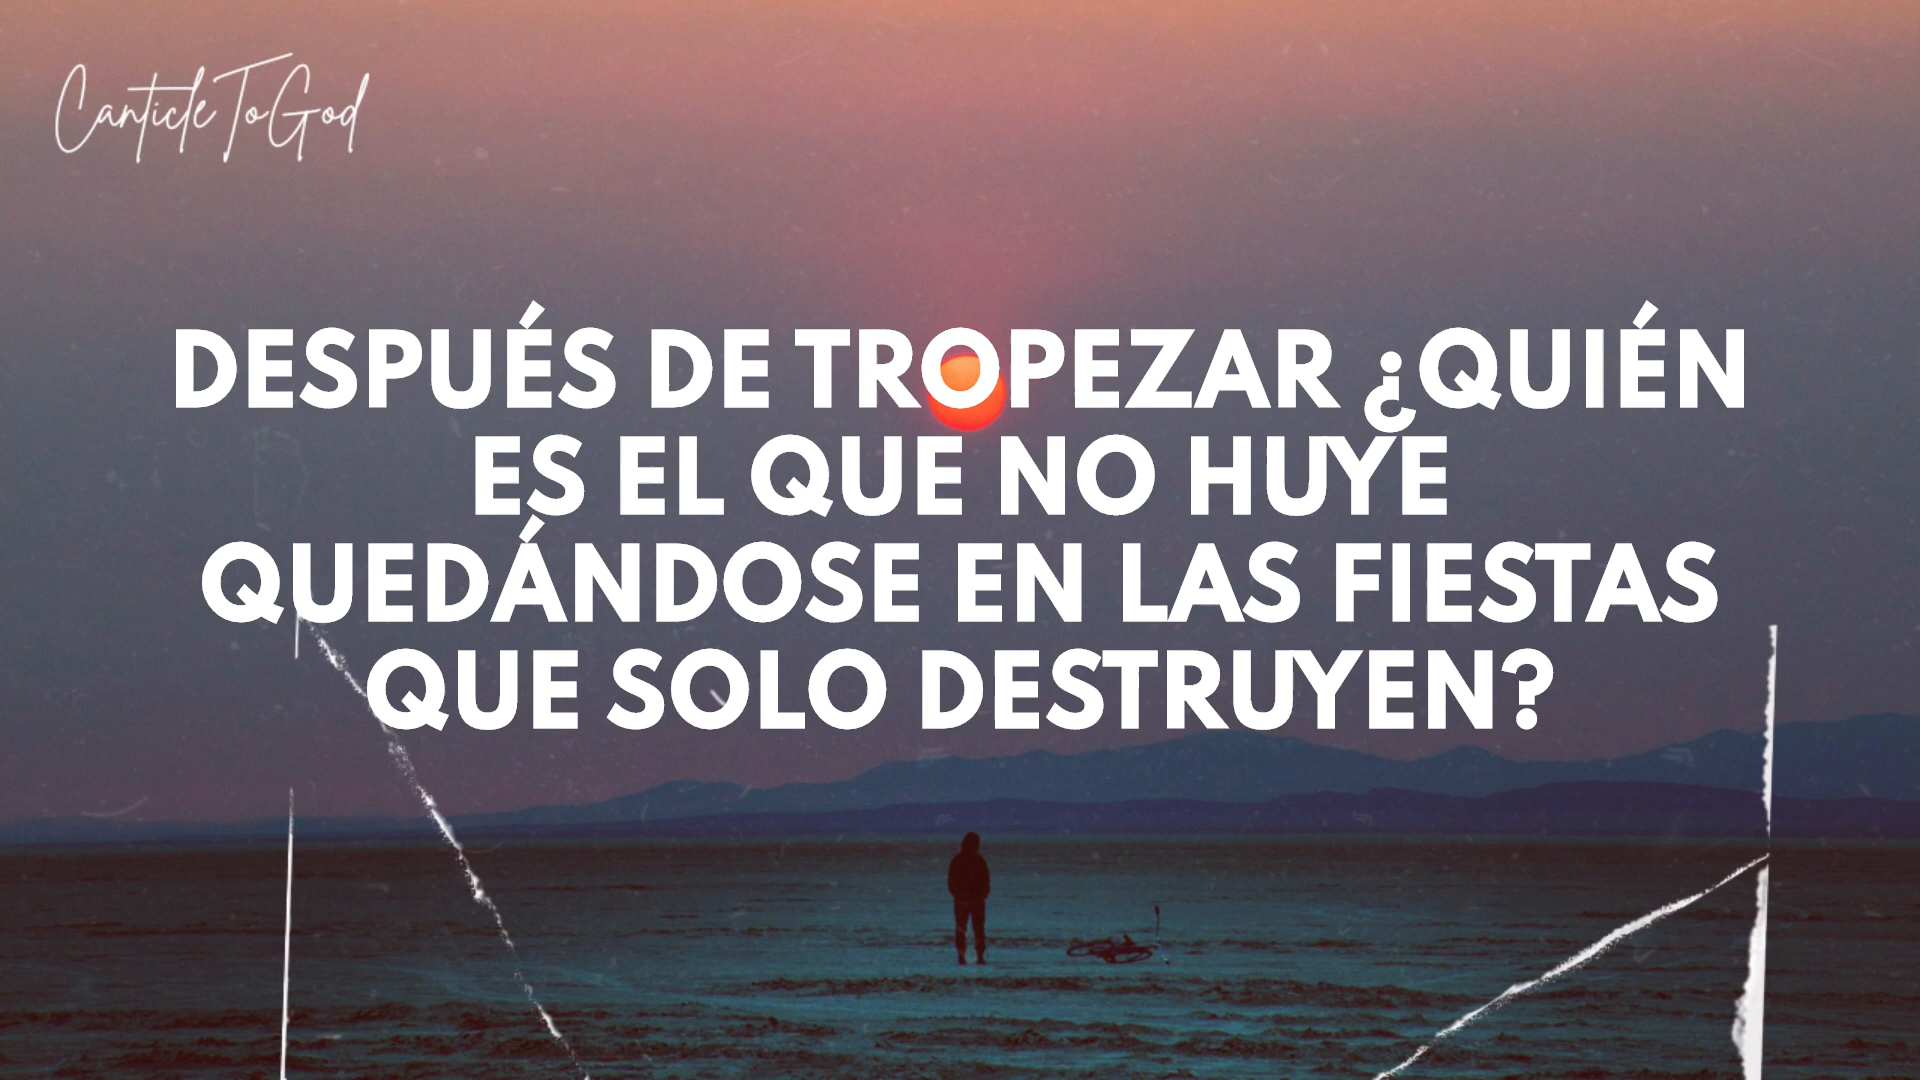 CanticleToGod
DESPUÉS DE TROPEZAR ¿QUIÉN
ES EL QUE NO HUYE
QUEDÁNDOSE EN LAS FIESTAS
QUE SOLO DESTRUYEN?